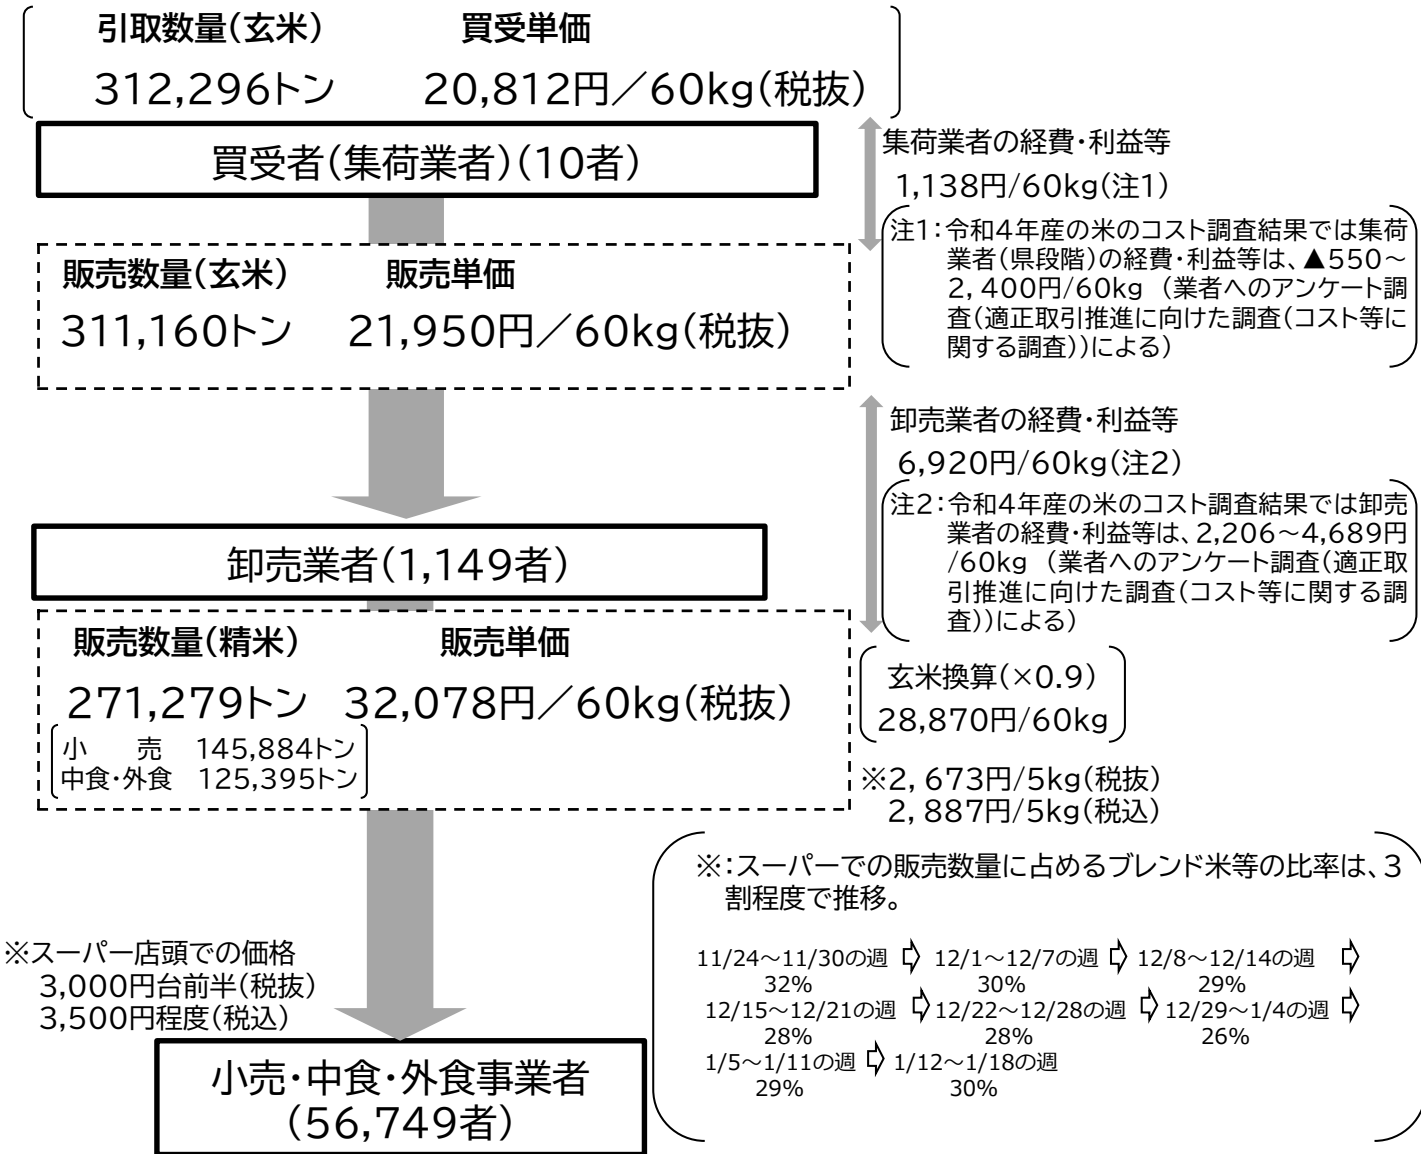 引取数量(玄米)　買受単価
312,296トン　20,812円／60kg(税抜)
買受者(集荷業者)(10者)
集荷業者の経費・利益等
1,138円/60kg(注1)
注1：令和4年産の米のコスト調査結果では集荷
業者(県段階)の経費・利益等は、▲550～
2,400円/60kg （業者へのアンケート調
査(適正取引推進に向けた調査(コスト等に
関する調査))による)
販売数量(玄米)　販売単価
311,160トン　21,950円／60kg(税抜)
卸売業者の経費・利益等
6,920円/60kg(注2)
注2：令和4年産の米のコスト調査結果では卸売
業者の経費・利益等は、2,206～4,689円
/60kg （業者へのアンケート調査(適正取
引推進に向けた調査(コスト等に関する調
査))による)
卸売業者(1,149者)
販売数量(精米)　販売単価
271,279トン　32,078円／60kg(税抜)
小　売　145,884トン
中食・外食　125,395トン
玄米換算(×0.9)
28,870円/60kg
※2,673円/5kg(税抜)
2,887円/5kg(税込)
※：スーパーでの販売数量に占めるブレンド米等の比率は、3
割程度で推移。
11/24～11/30の週 ⇨ 12/1～12/7の週 ⇨ 12/8～12/14の週 ⇨
32%　30%　29%
12/15～12/21の週 ⇨ 12/22～12/28の週 ⇨ 12/29～1/4の週 ⇨
28%　28%　26%
1/5～1/11の週 ⇨ 1/12～1/18の週
29%　30%
※スーパー店頭での価格
3,000円台前半(税抜)
3,500円程度(税込)
小売・中食・外食事業者
(56,749者)